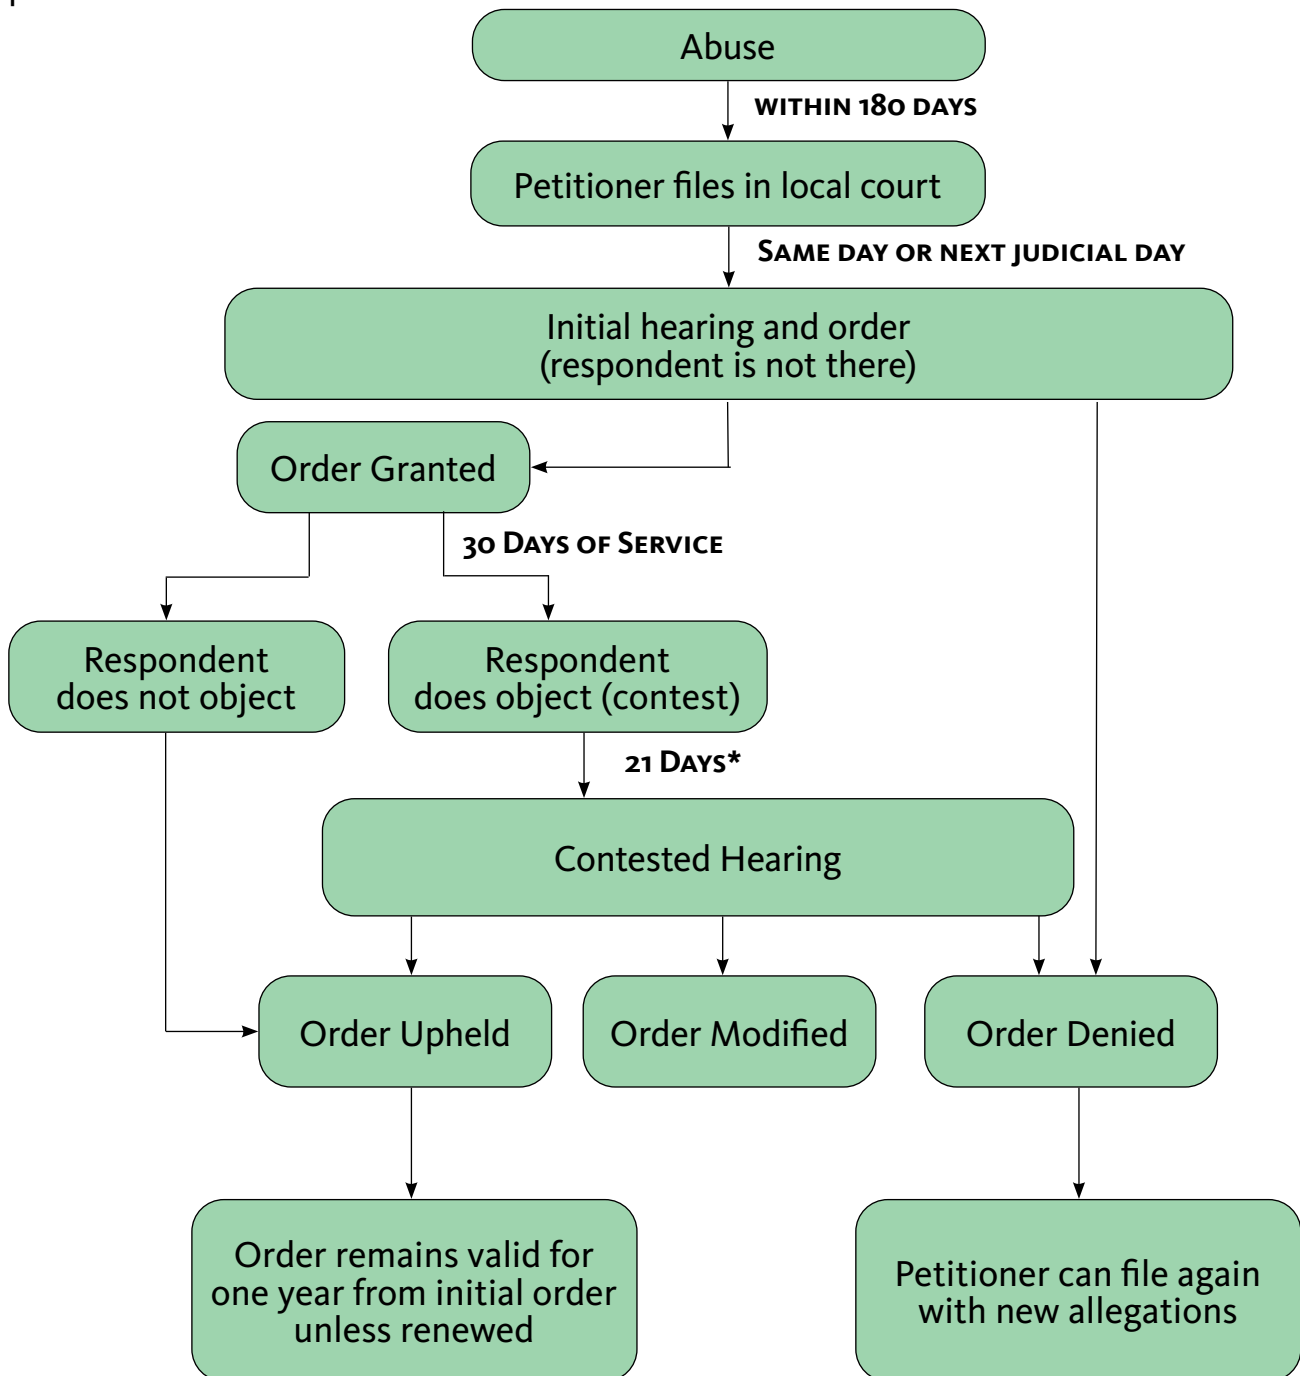 Abuse
WITHIN 180 DAYS
Petitioner files in local court
SAME DAY OR NEXT JUDICIAL DAY
Initial hearing and order
(respondent is not there)
Order Granted
30 DAYS OF SERVICE
Respondent
does not object
Respondent
does object (contest)
21 DAYS*
Contested Hearing
Order Upheld
Order Modified
Order Denied
Order remains valid for
one year from initial order
unless renewed
Petitioner can file again
with new allegations